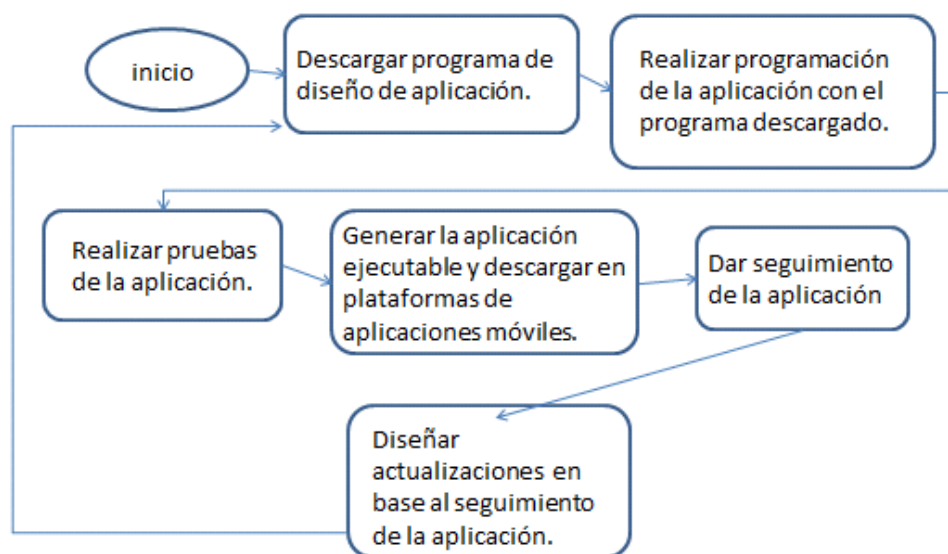 inicio
Descargar programa de
diseño de aplicación.
Realizar programación
de la aplicación con el
programa descargado.
Realizar pruebas
de la aplicación.
Generar la aplicación
ejecutable y descargar en
plataformas de
aplicaciones móviles.
Dar seguimiento
de la aplicación
Diseñar
actualizaciones en
base al seguimiento
de la aplicación.